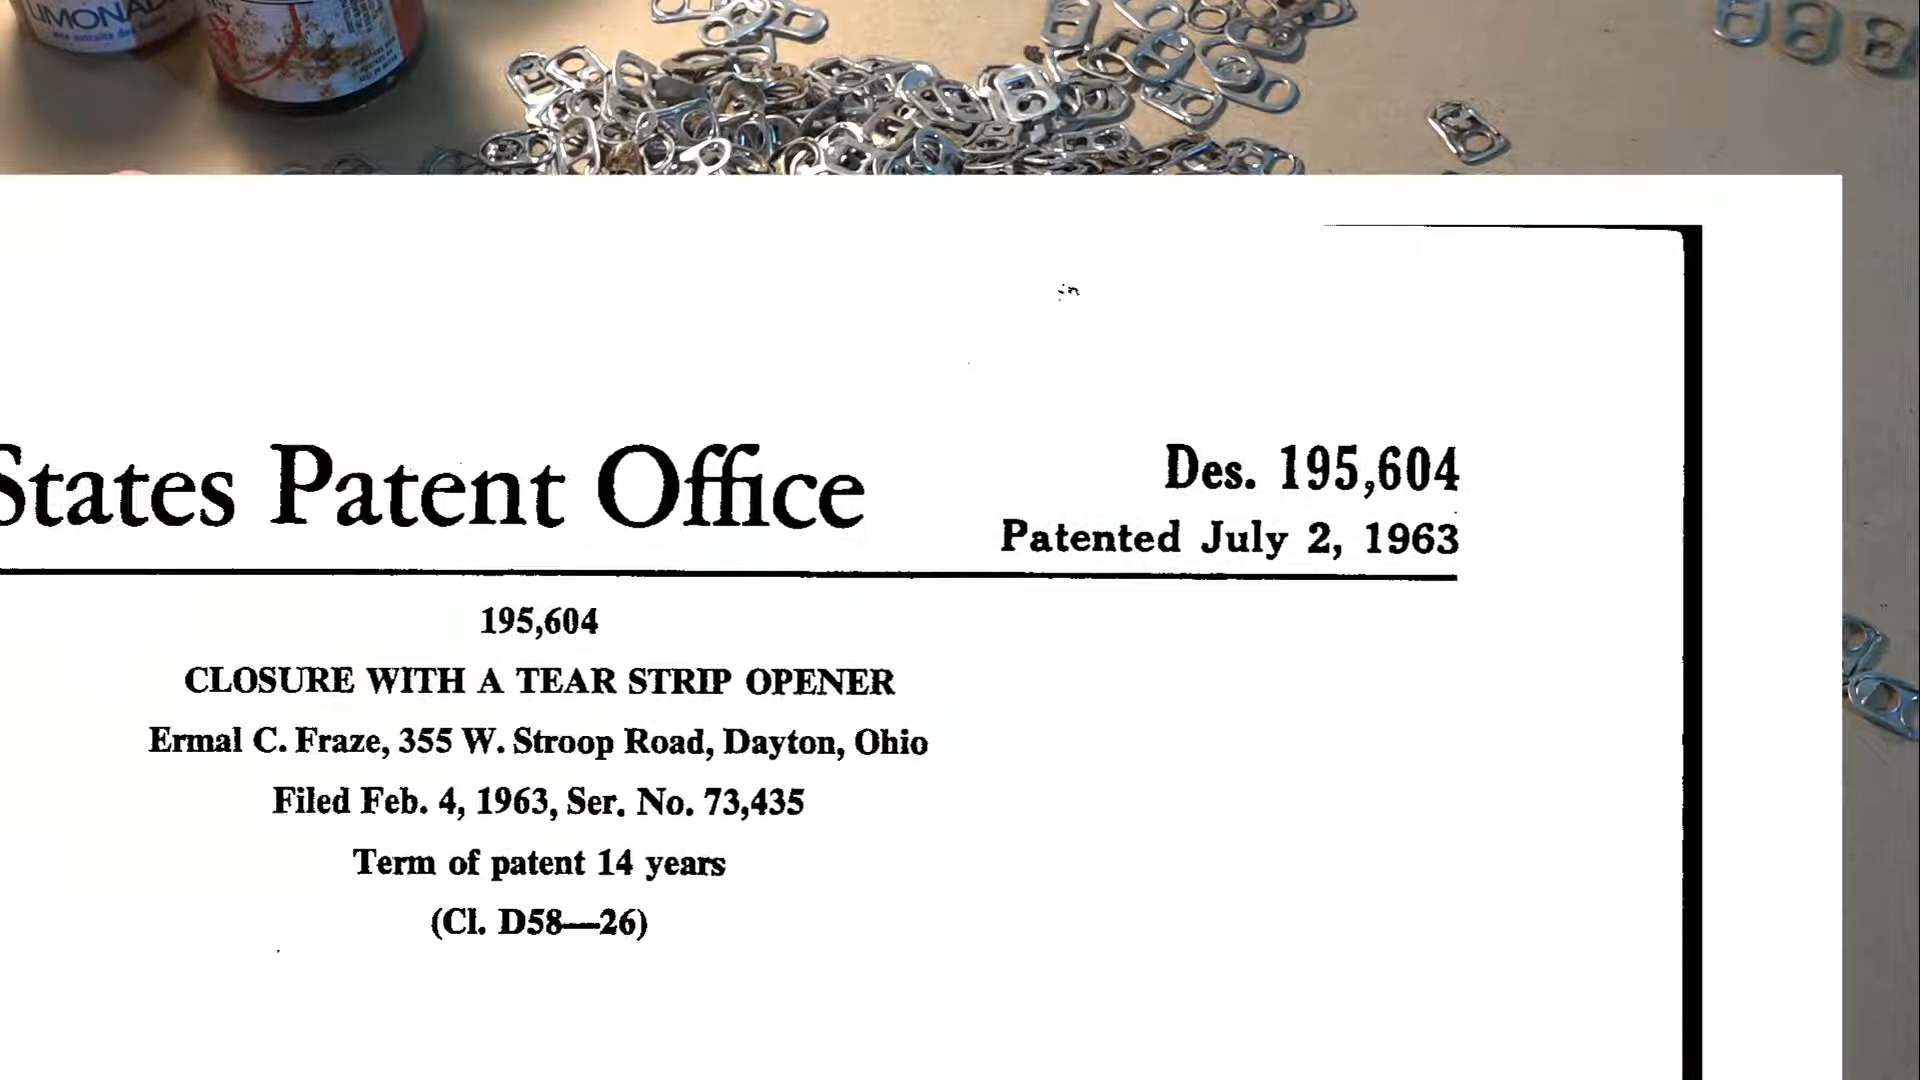 LIMONAD
States Patent Office
Des. 195,604
Patented July 2, 1963
195,604
CLOSURE WITH A TEAR STRIP OPENER
Ermal C. Fraze, 355 W. Stroop Road, Dayton, Ohio
Filed Feb. 4, 1963, Ser. No. 73,435
Term of patent 14 years
(Cl. D58—26)